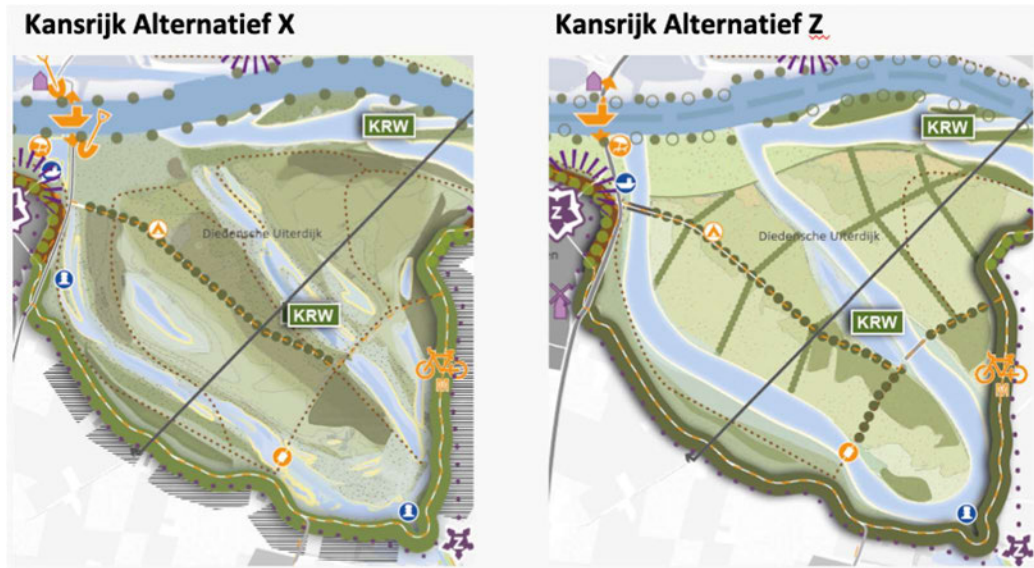 Kansrijk Alternatief X
Kansrijk Alternatief Z
KRW
Diedensche Uiterdijk
KRW
Z
KRW
Z
Diedensche Uiterdijk
KRW
Z